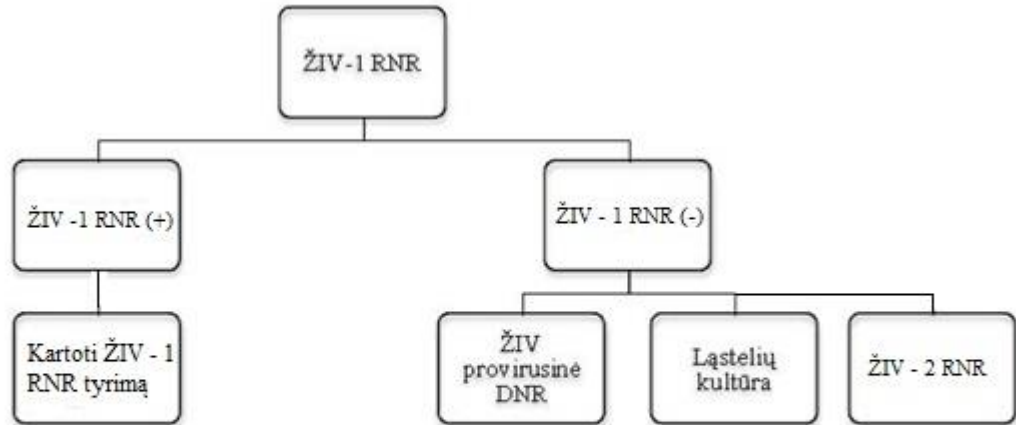 ŽIV-1 RNR
ŽIV -1 RNR (+)
ŽIV - 1 RNR (-)
Kartoti ŽIV - 1
RNR tyrimą
ŽIV
provirusinė
DNR
Ląstelių
kultūra
ŽIV - 2 RNR